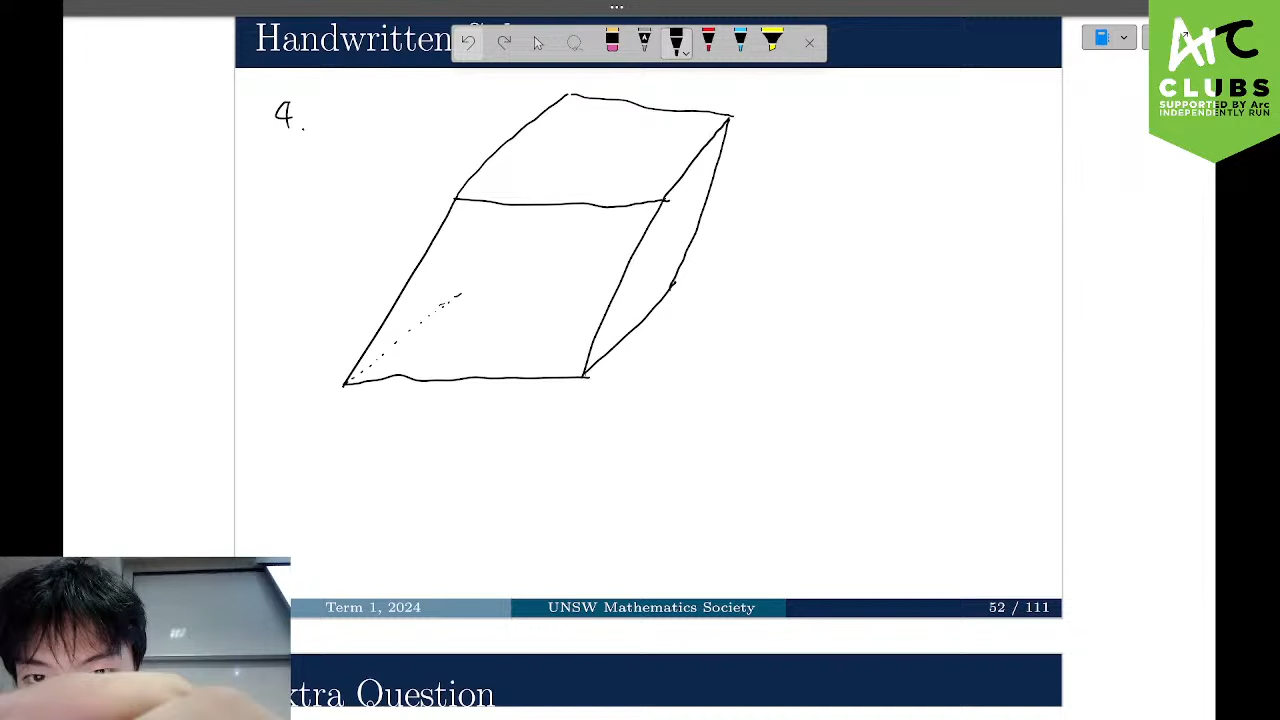 Handwritten
ArC
CLUBS
SUPPORTED BY Arc
INDEPENDENTLY RUN
4.
Term 1, 2024
UNSW Mathematics Society
52 / 111
xtra Question